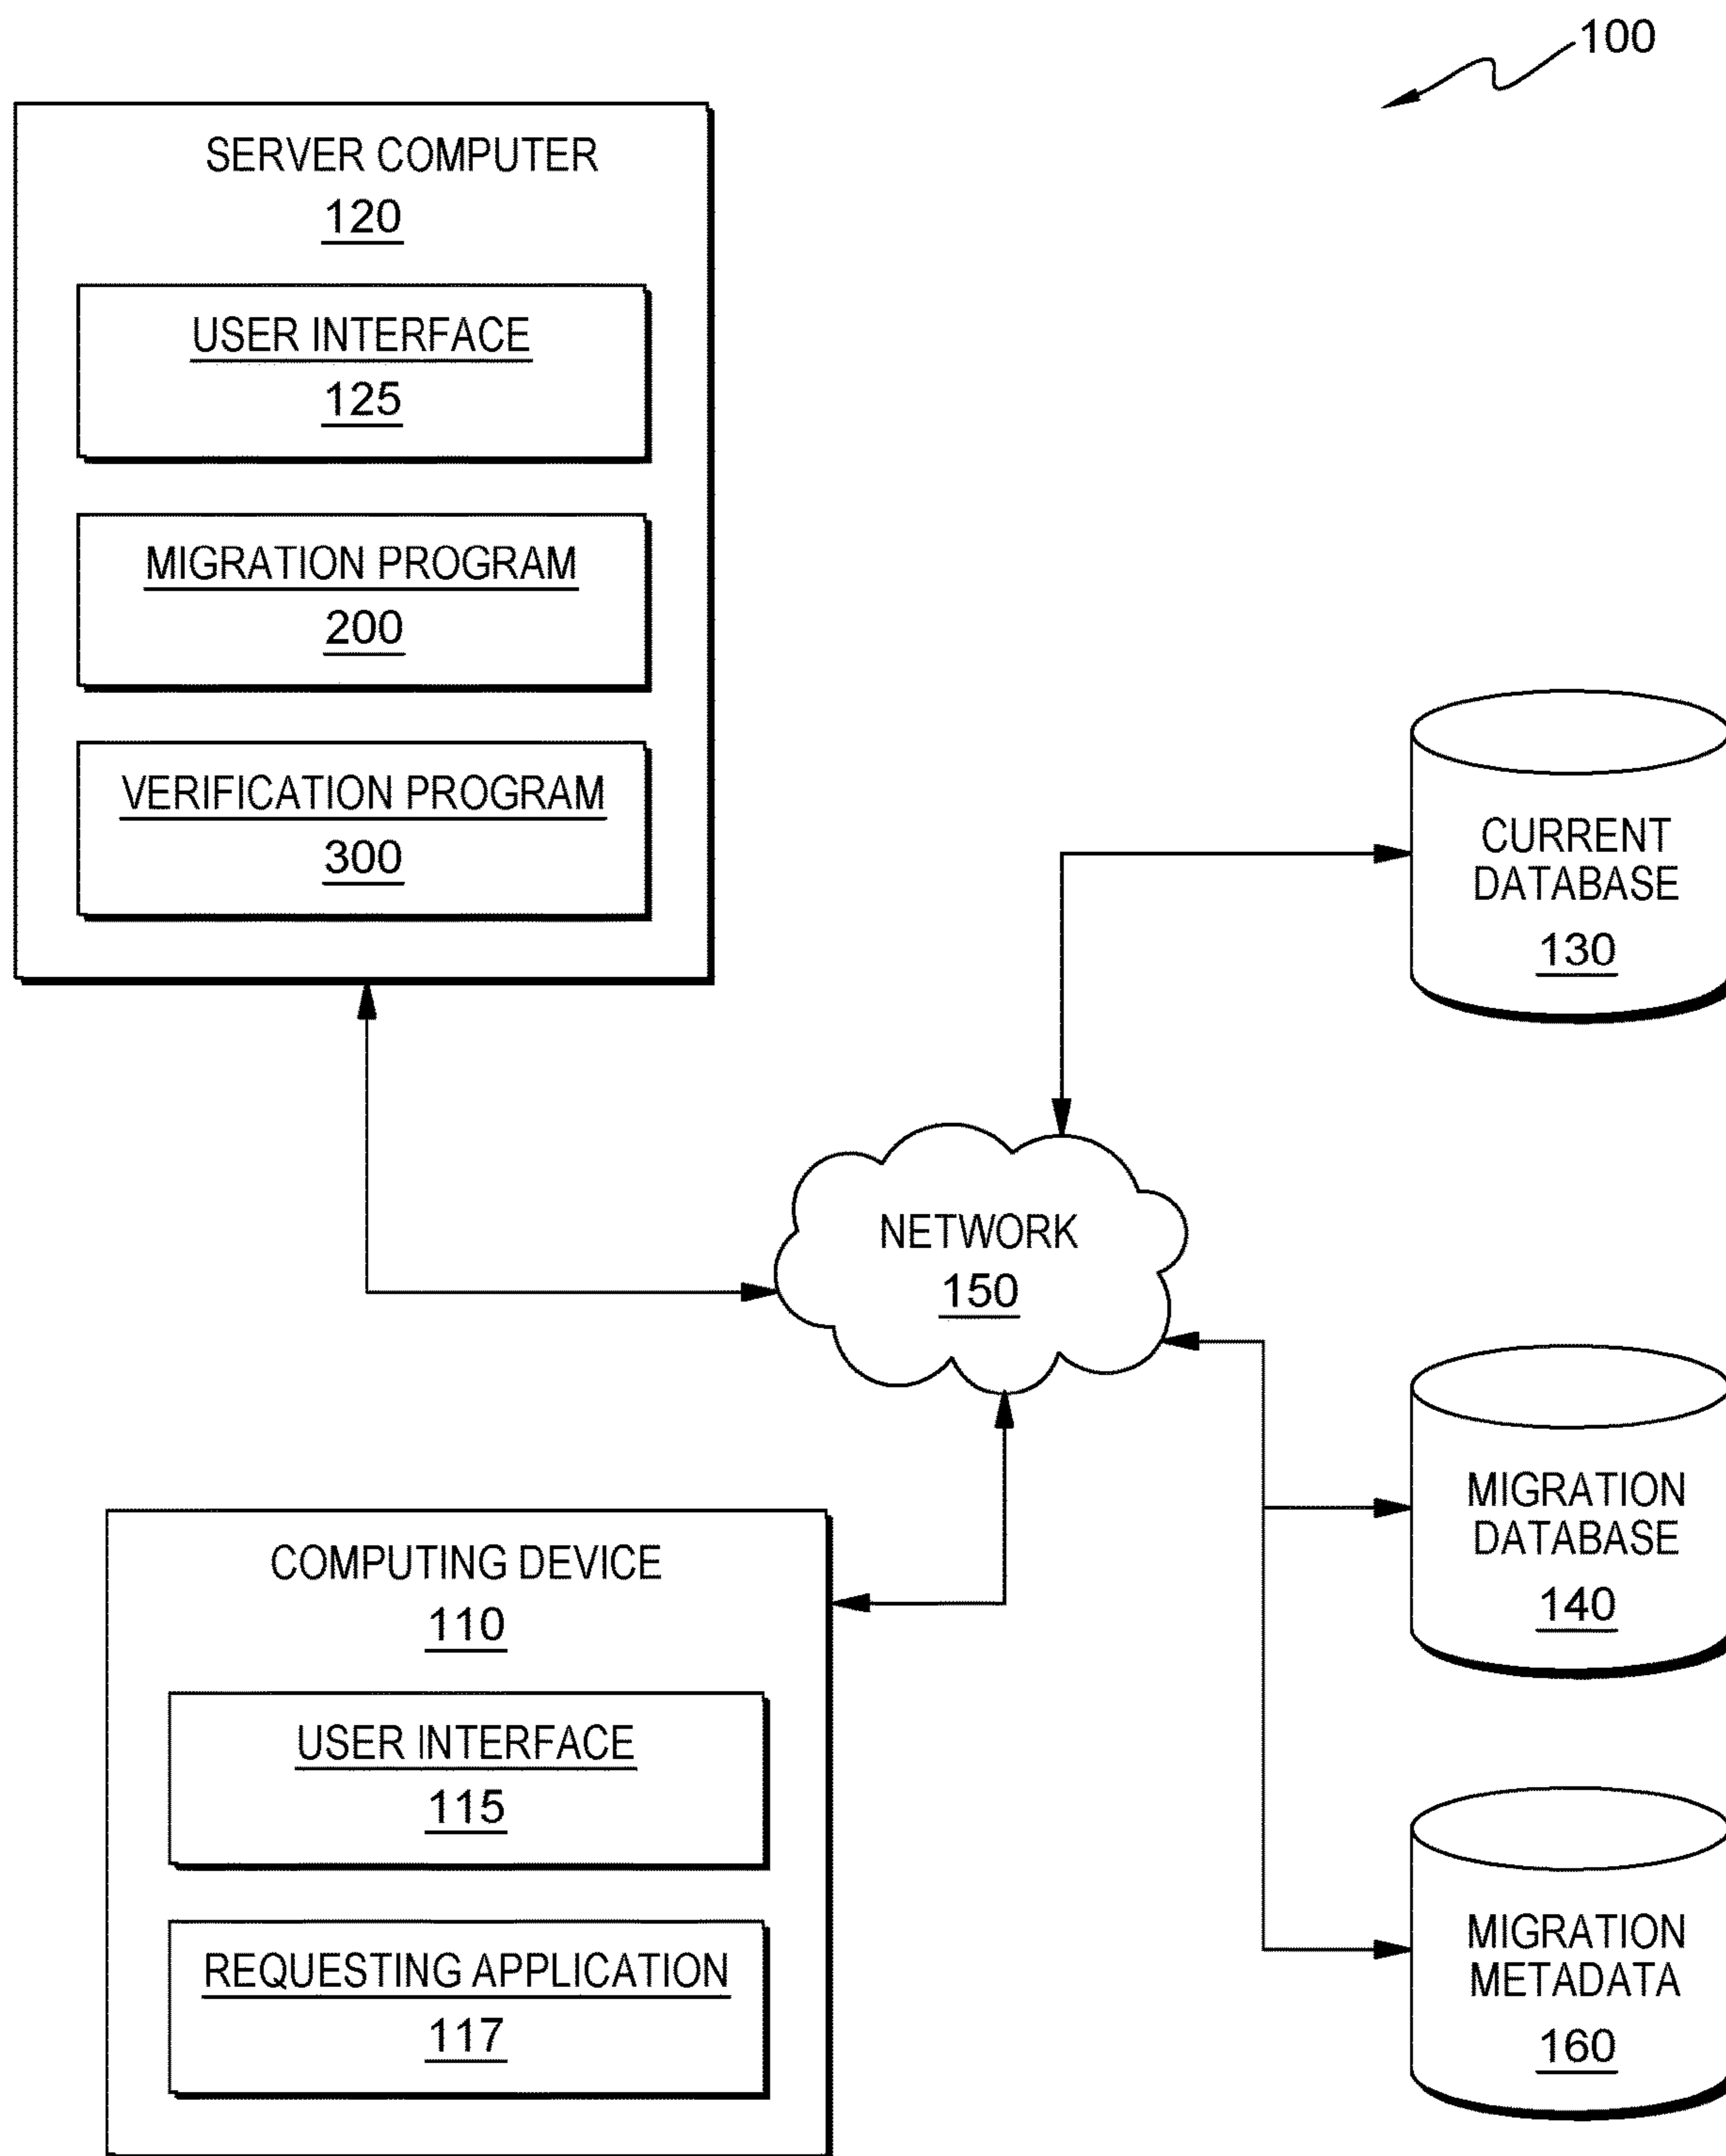 100
SERVER COMPUTER
120
USER INTERFACE
125
MIGRATION PROGRAM
200
VERIFICATION PROGRAM
300
CURRENT
DATABASE
130
NETWORK
150
MIGRATION
DATABASE
140
COMPUTING DEVICE
110
USER INTERFACE
115
REQUESTING APPLICATION
117
MIGRATION
METADATA
160